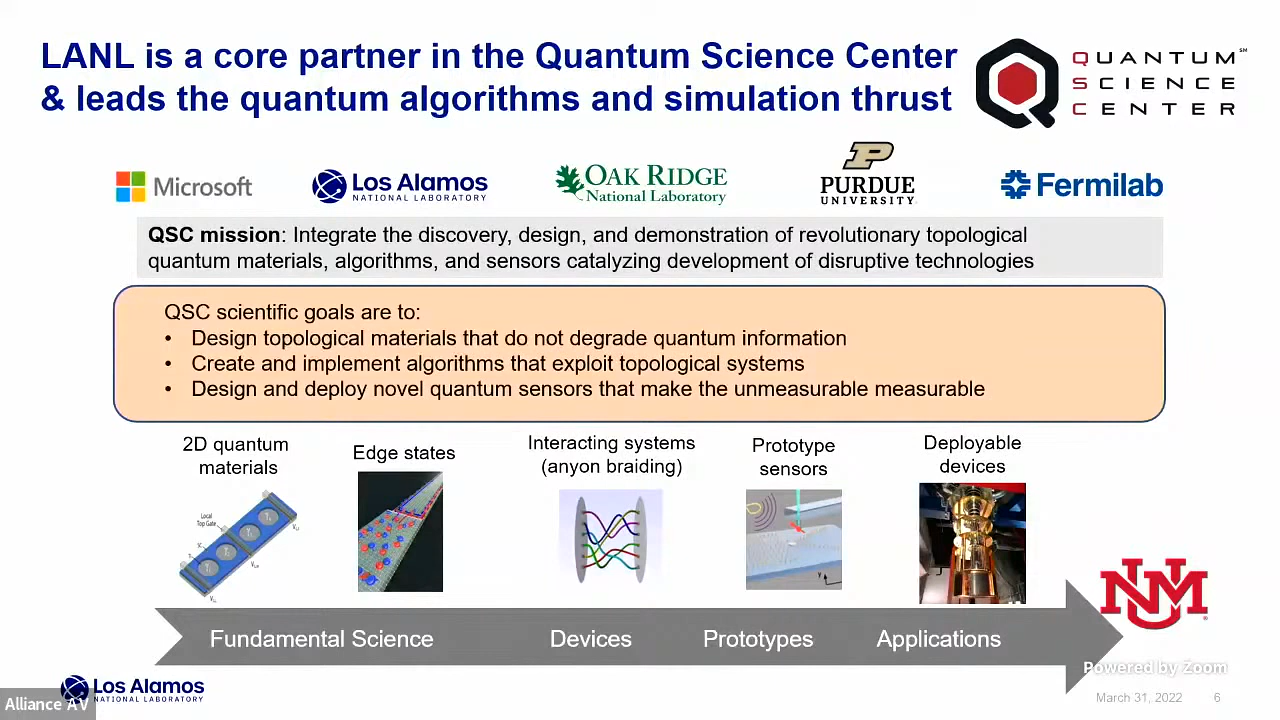 LANL is a core partner in the Quantum Science Center
& leads the quantum algorithms and simulation thrust
QUANTUM SM
SCIENCE
CENTER
Microsoft
Los Alamos
NATIONAL LABORATORY
OAK RIDGE
National Laboratory
P
PURDUE
UNIVERSITY
Fermilab
QSC mission: Integrate the discovery, design, and demonstration of revolutionary topological
quantum materials, algorithms, and sensors catalyzing development of disruptive technologies
QSC scientific goals are to:
• Design topological materials that do not degrade quantum information
• Create and implement algorithms that exploit topological systems
• Design and deploy novel quantum sensors that make the unmeasurable measurable
2D quantum
materials
Edge states
Interacting systems
(anyon braiding)
Prototype
sensors
Deployable
devices
Local
Top Gate
SC
Fundamental Science
Devices
Prototypes
Applications
UNM
Powered by Zoom
Los Alamos
NATIONAL LABORATORY
Alliance AV
March 31, 2022
6